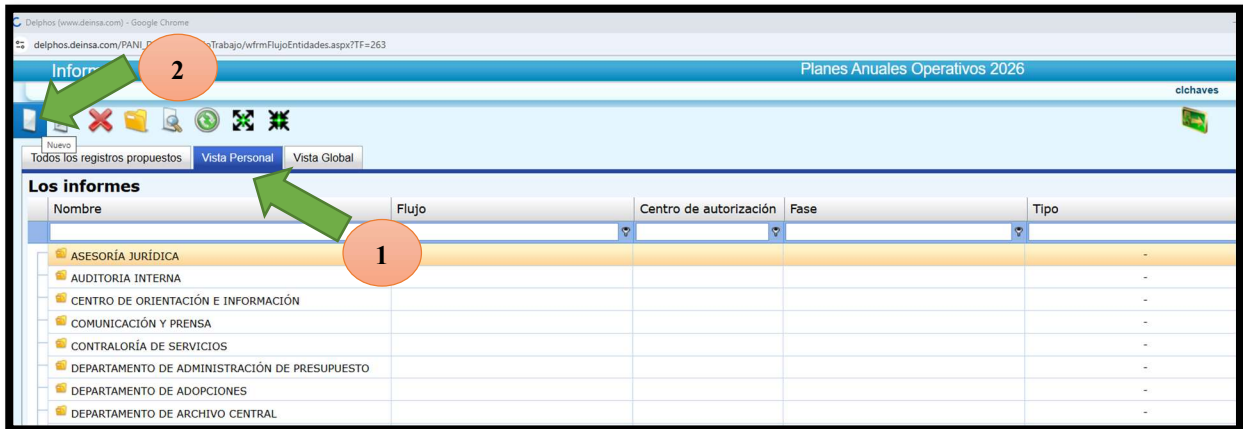 Delphos (www.deinsa.com) - Google Chrome
delphos.deinsa.com/PANI_ Trabajo/wfrmFlujoEntidades.aspx?TF=263
Planes Anuales Operativos 2026
2
clchaves
Nuevo
Todos los registros propuestos Vista Personal Vista Global
Los informes
Nombre Flujo Centro de autorización Fase Tipo
1
ASESORÍA JURÍDICA -
AUDITORIA INTERNA -
CENTRO DE ORIENTACIÓN E INFORMACIÓN -
COMUNICACIÓN Y PRENSA -
CONTRALORÍA DE SERVICIOS -
DEPARTAMENTO DE ADMINISTRACIÓN DE PRESUPUESTO -
DEPARTAMENTO DE ADOPCIONES -
DEPARTAMENTO DE ARCHIVO CENTRAL -